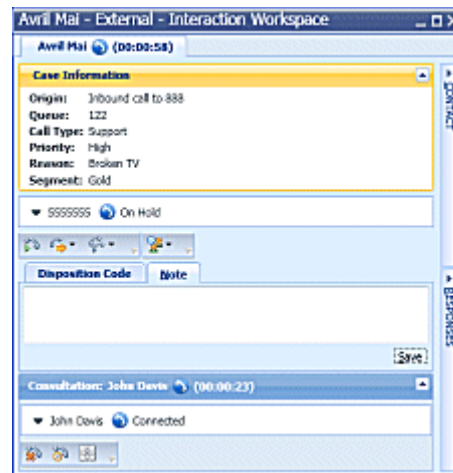 Avril Mai - External - Interaction Workspace
Avril Mai (00:00:58)
Case Information
Origin: Inbound call to 888
Queue: 122
Call Type: Support
Priority: High
Reason: Broken TV
Segment: Gold
5555555 On Hold
Disposition Code Note
Save
Consultation: John Davis (00:00:23)
John Davis Connected
CONTACT
RESPONSES